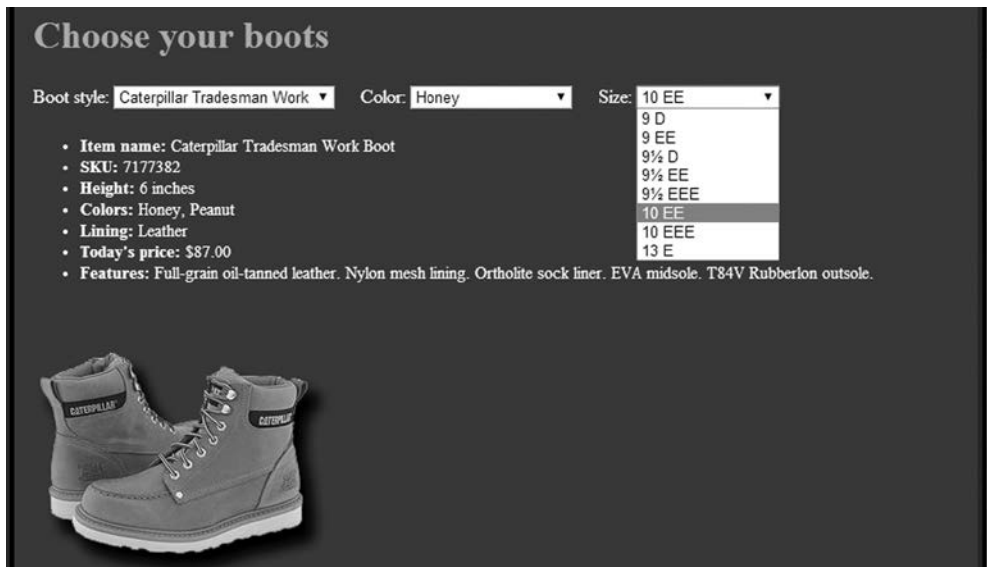 Choose your boots
Boot style: Caterpillar Tradesman Work Color: Honey Size: 10 EE
9 D
9 EE
9½ D
9½ EE
9½ EEE
10 EE
10 EEE
13 E
• Item name: Caterpillar Tradesman Work Boot
• SKU: 7177382
• Height: 6 inches
• Colors: Honey, Peanut
• Lining: Leather
• Today's price: $87.00
• Features: Full-grain oil-tanned leather. Nylon mesh lining. Ortholite sock liner. EVA midsole. T84V Rubberlon outsole.
CATERPILLAR
CATERPILLAR